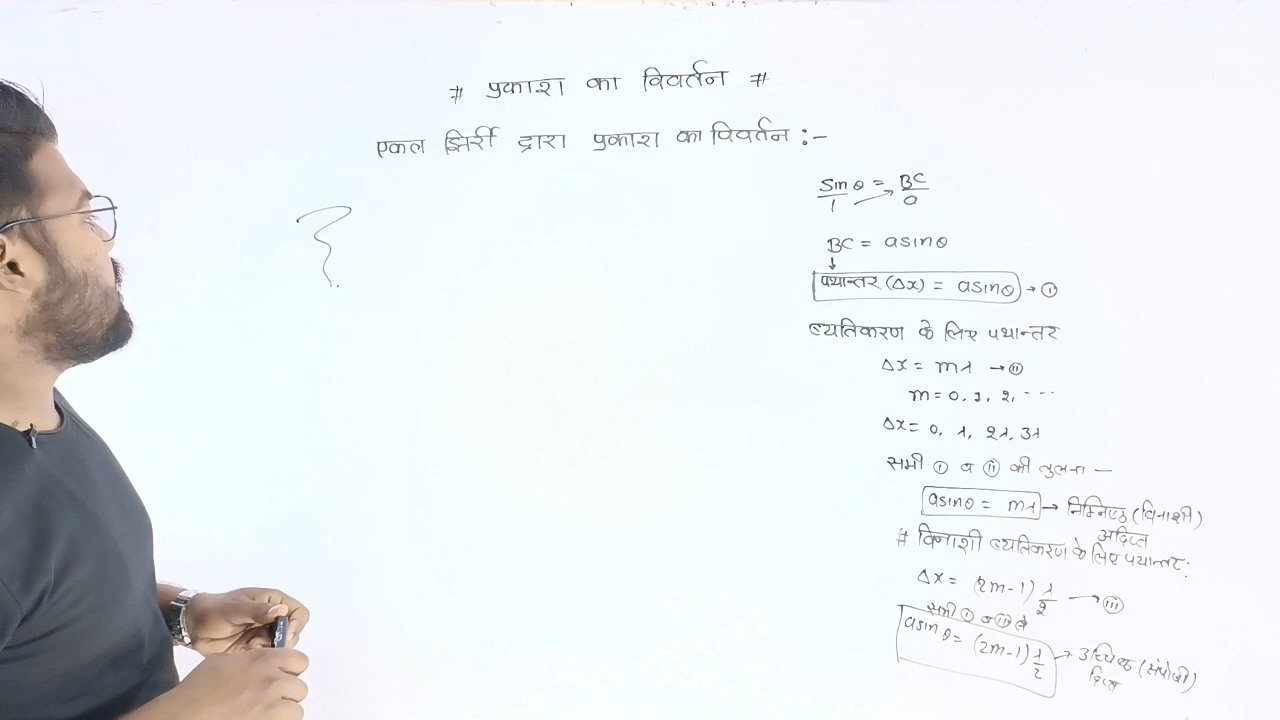 # प्रकाश का विवर्तन #
एकल झिर्री द्वारा प्रकाश का विवर्तन :-
?
sinθ/1 = BC/a
BC = asinθ
↓
पथान्तर (Δx) = asinθ → (i)
व्यतिकरण के लिए पथान्तर
Δx = mλ → (ii)
m = 0, 1, 2, ----
Δx = 0, λ, 2λ, 3λ
समी (i) व (ii) की तुलना —
asinθ = mλ → निम्निष्ठ (विनाशी)
अदिप्त
# विनाशी व्यतिकरण के लिए पथान्तर:
Δx = (2m-1) λ/2 → (iii)
समी (i) व (iii) से
asinθ = (2m-1) λ/2 → उच्चिष्ठ (संपोषी)
दिप्त